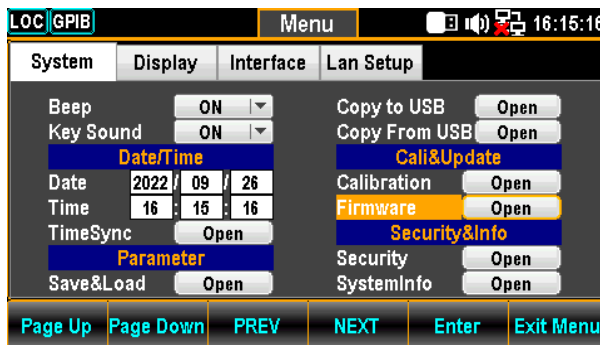 LOC GPIB Menu 16:15:16
System Display Interface Lan Setup
Beep ON
Key Sound ON
Date/Time
Date 2022 / 09 / 26
Time 16 : 15 : 16
TimeSync Open
Parameter
Save&Load Open
Copy to USB Open
Copy From USB Open
Cali&Update
Calibration Open
Firmware Open
Security&Info
Security Open
SystemInfo Open
Page Up Page Down PREV NEXT Enter Exit Menu